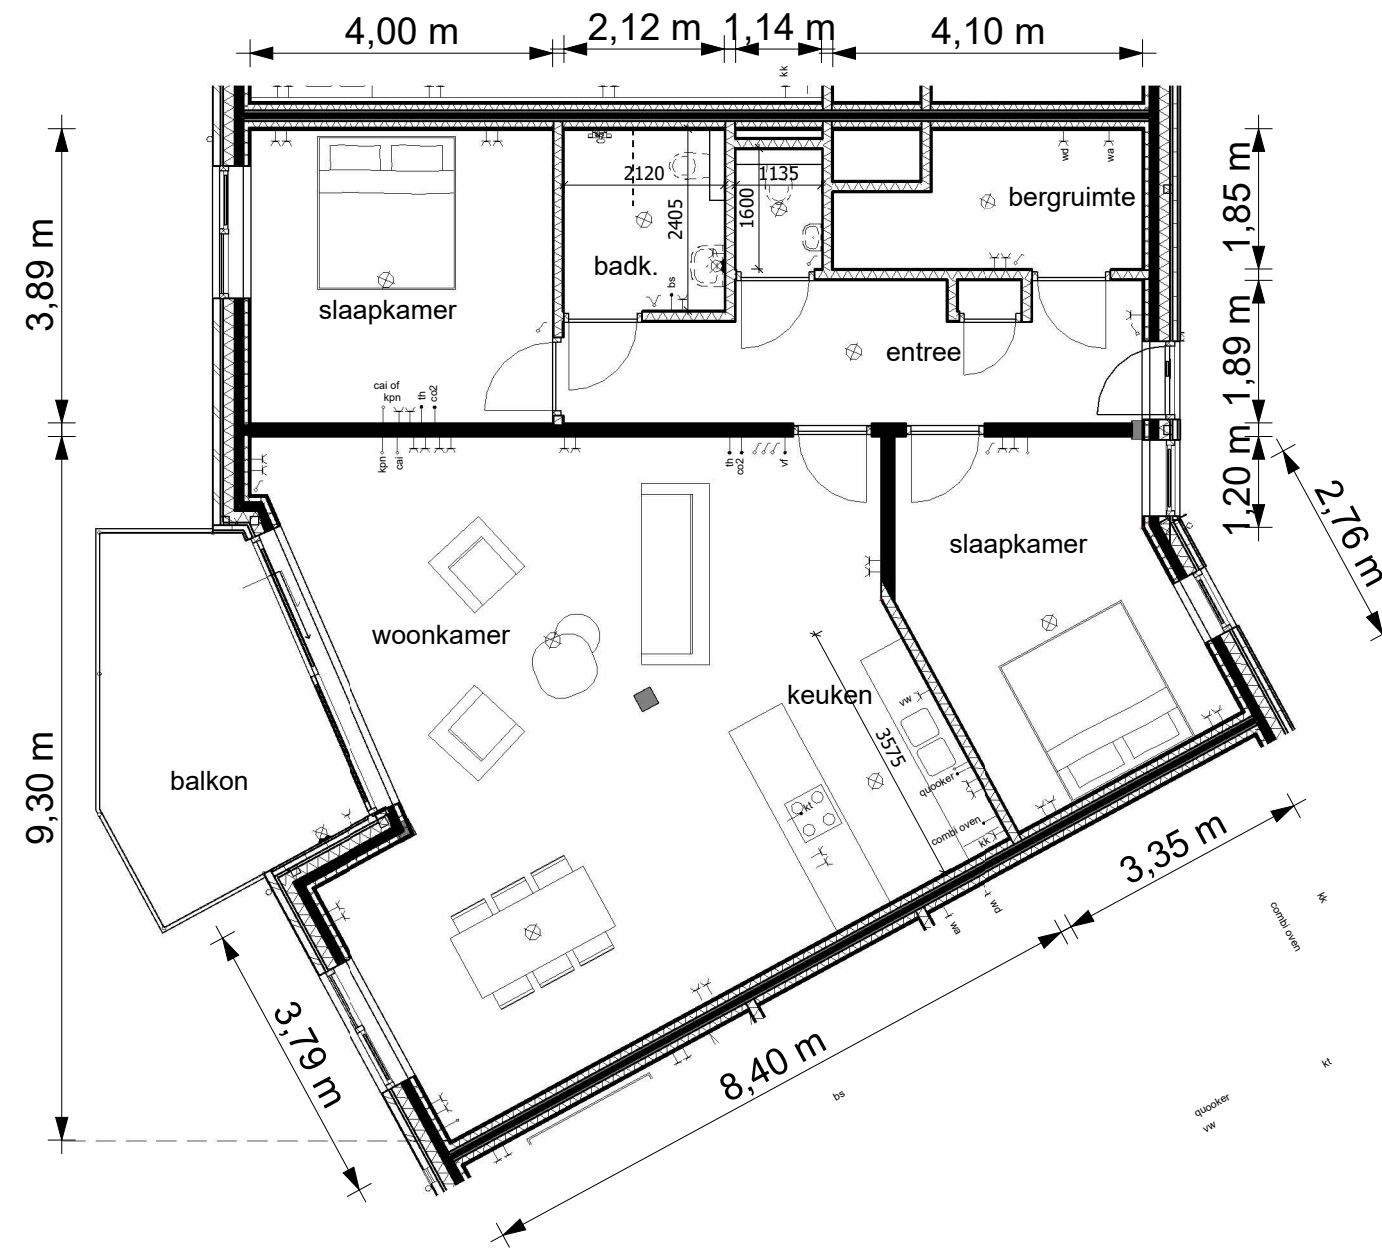 4,00 m
2,12 m
1,14 m
4,10 m
kk
3,89 m
1,85 m
wd
wa
2120
1135
1600
2405
bergruimte
badk.
bs
slaapkamer
entree
1,89 m
cai of
kpn
th
co2
kpn
cai
th
co2
vf
1,20 m
2,76 m
slaapkamer
woonkamer
keuken
vw
3575
quooker
kt
combi oven
kk
balkon
9,30 m
3,35 m
wd
wa
kk
combi oven
3,79 m
8,40 m
kt
bs
quooker
vw